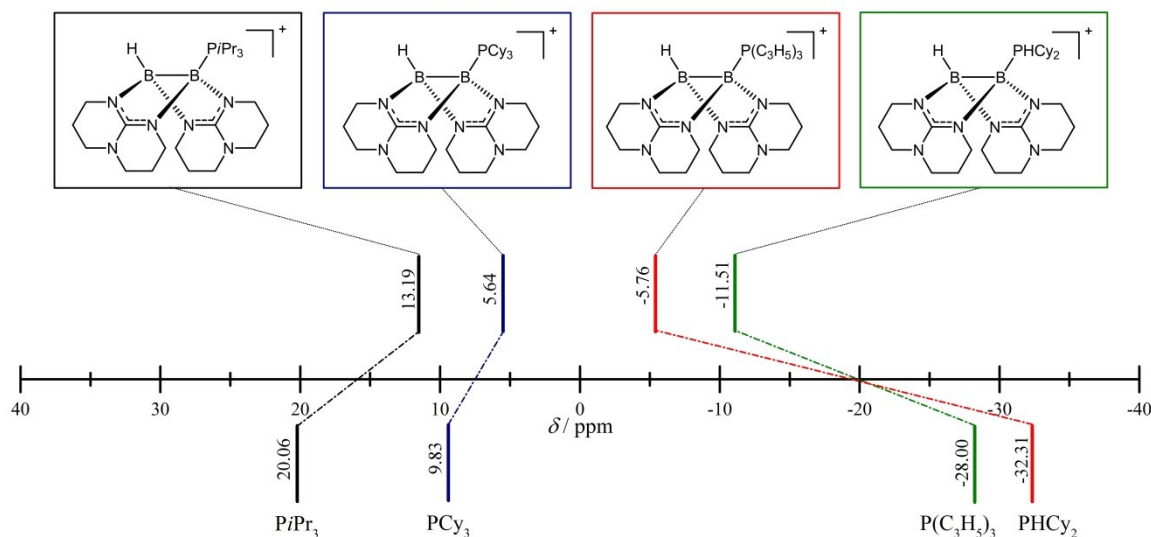 PiPr3 ⁤+
H
B B
N N
N N
N N
PCy3 +
H
B B
N N
N N
N N
P(C3H5)3 +
H
B B
N N
N N
N N
PHCy2 +
H
B B
N N
N N
N N
13.19 5.64 -5.76 -11.51
40 30 20 10 0 -10 -20 -30 -40
δ / ppm
20.06 9.83 -28.00 -32.31
PiPr3 PCy3 P(C3H5)3 PHCy2